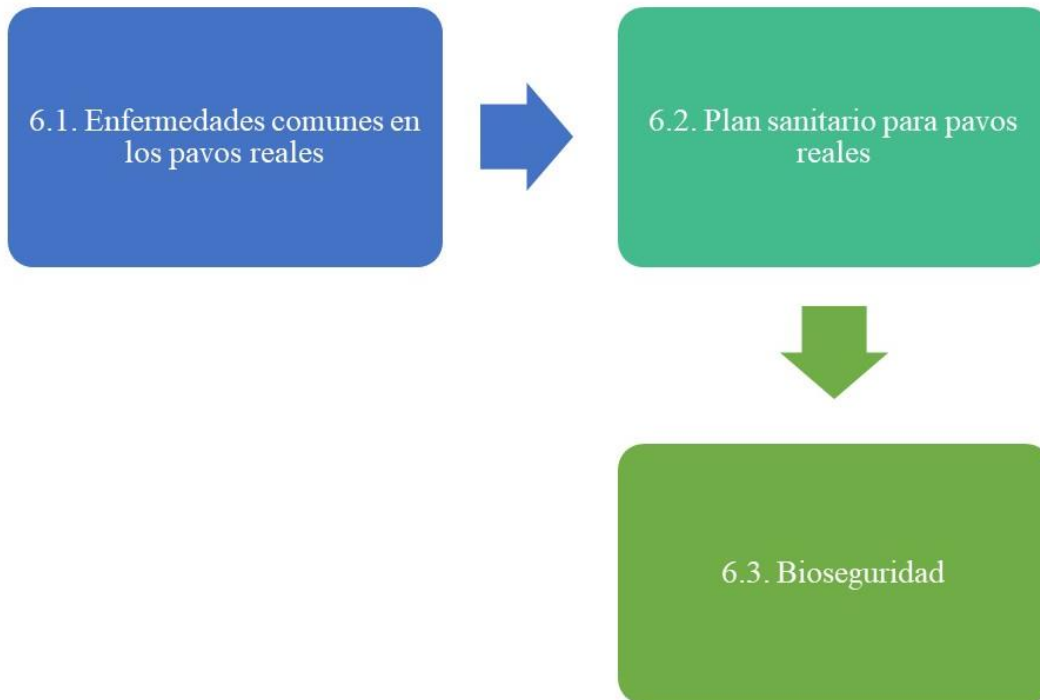 6.1. Enfermedades comunes en
los pavos reales
6.2. Plan sanitario para pavos
reales
6.3. Bioseguridad